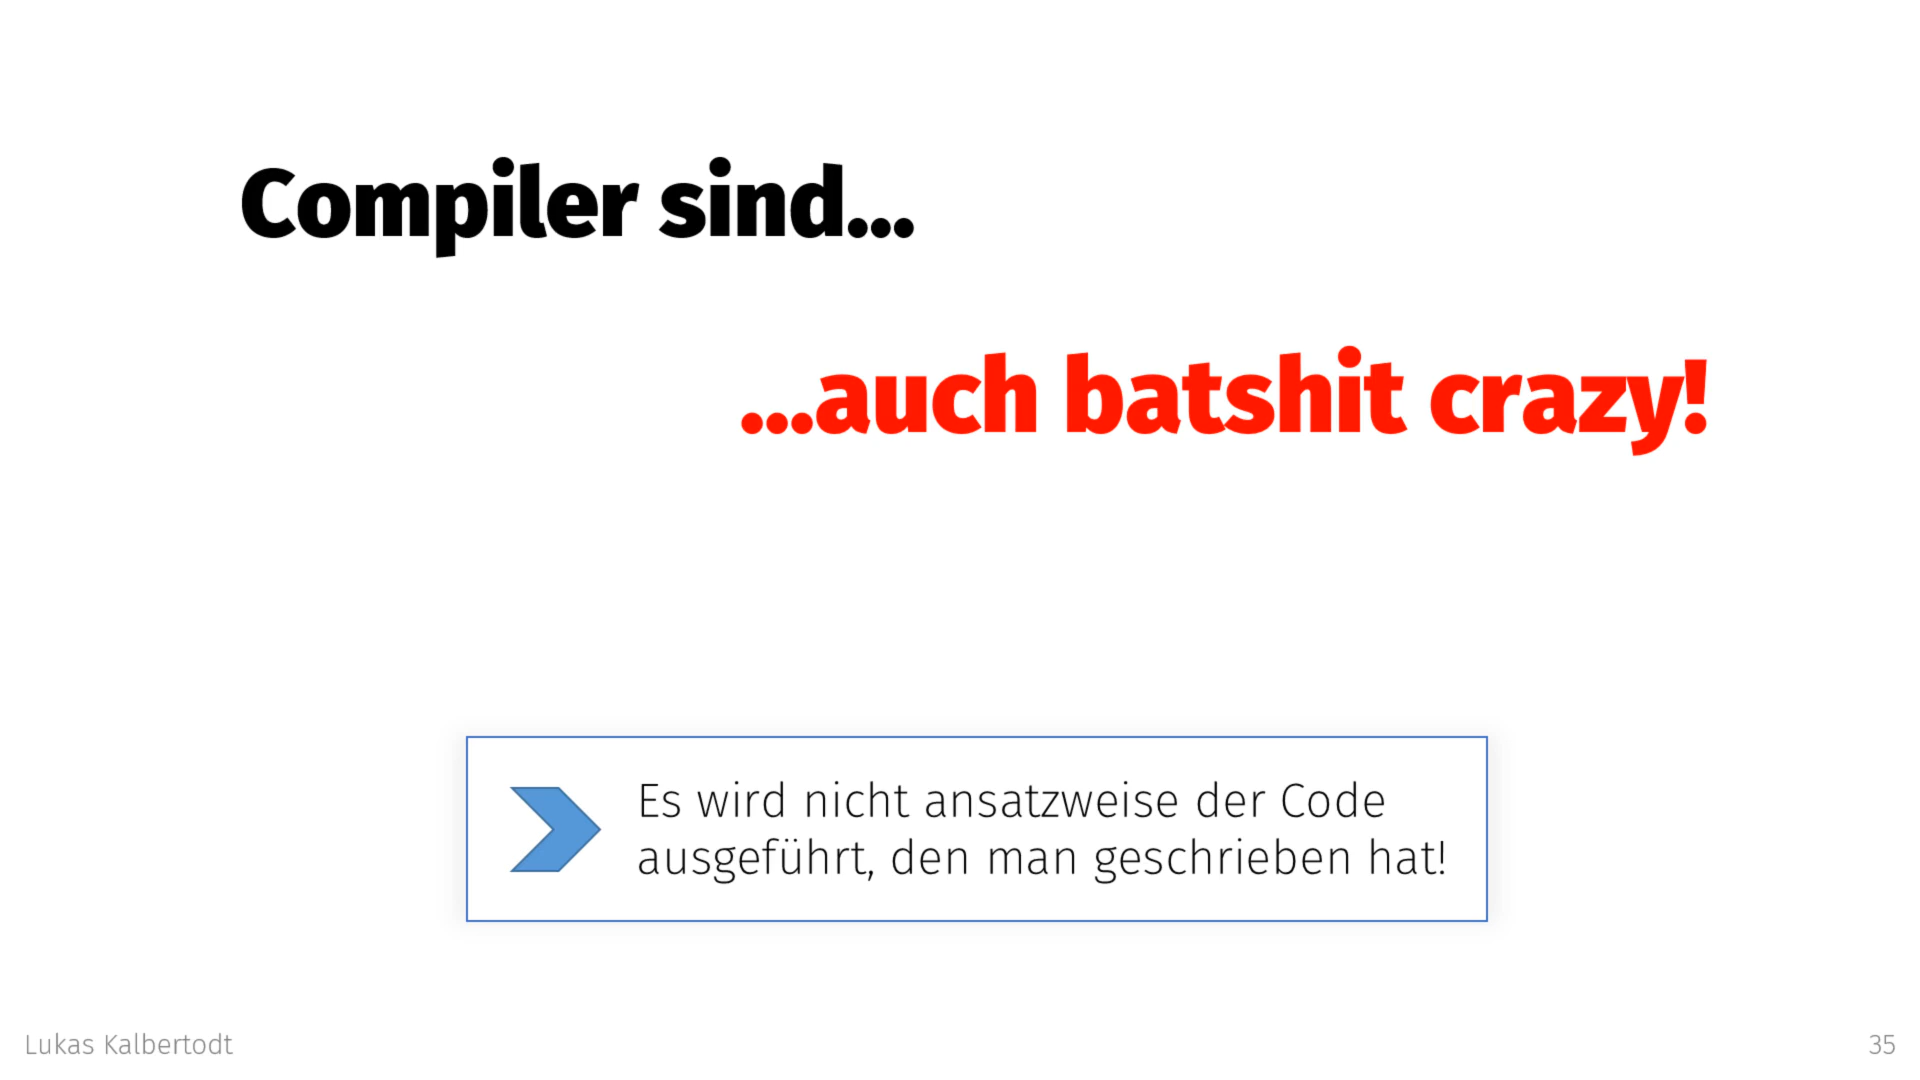 Compiler sind...
...auch batshit crazy!
Es wird nicht ansatzweise der Code
ausgeführt, den man geschrieben hat!
Lukas Kalbertodt
35